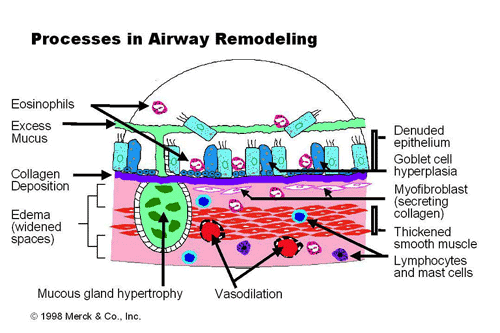 Processes in Airway Remodeling
Eosinophils
Excess
Mucus
Collagen
Deposition
Edema
(widened
spaces)
Denuded
epithelium
Goblet cell
hyperplasia
Myofibroblast
(secreting
collagen)
Thickened
smooth muscle
Lymphocytes
and mast cells
Mucous gland hypertrophy
Vasodilation
© 1998 Merck & Co., Inc.